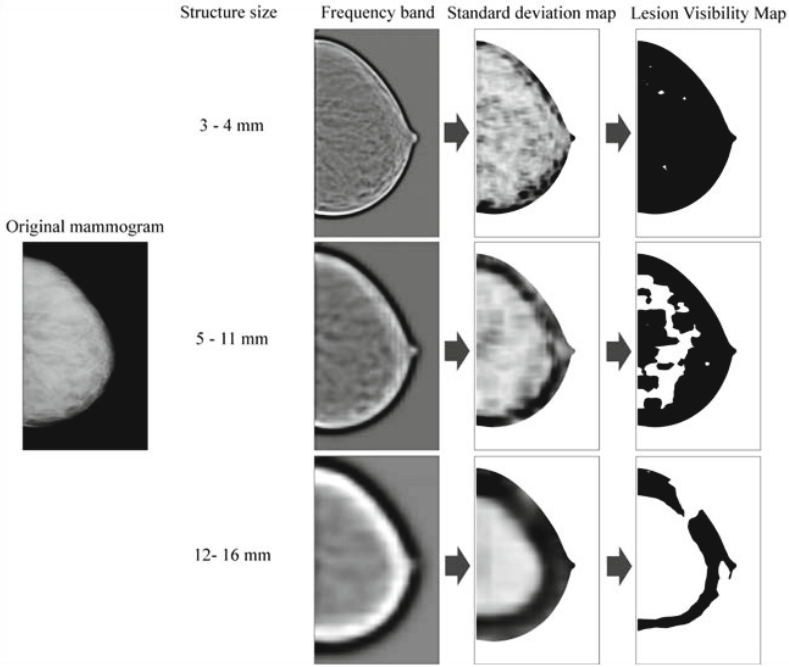 Structure size
Frequency band
Standard deviation map
Lesion Visibility Map
3 - 4 mm
Original mammogram
5 - 11 mm
12- 16 mm